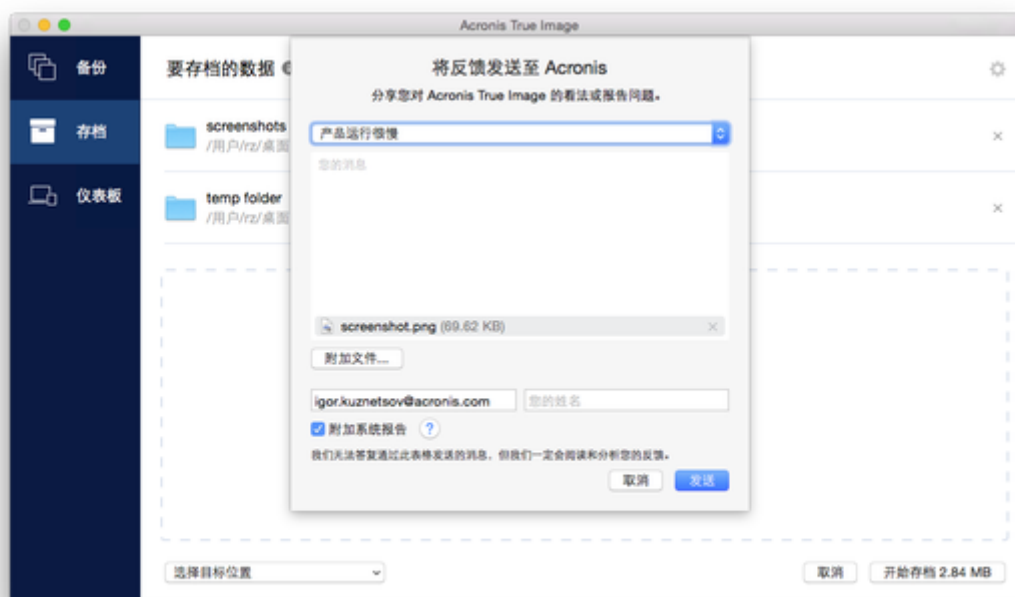 Acronis True Image
备份
存档
仪表板
要存档的数据
screenshots
/用户/rz/桌面
temp folder
/用户/rz/桌面
将反馈发送至 Acronis
分享您对 Acronis True Image 的看法或报告问题。
产品运行很慢
您的消息
screenshot.png (69.62 KB)
附加文件...
igor.kuznetsov@acronis.com 您的姓名
附加系统报告 ?
我们无法答复通过此表格发送的消息，但我们一定会阅读和分析您的反馈。
取消 发送
选择目标位置 取消 开始存档 2.84 MB